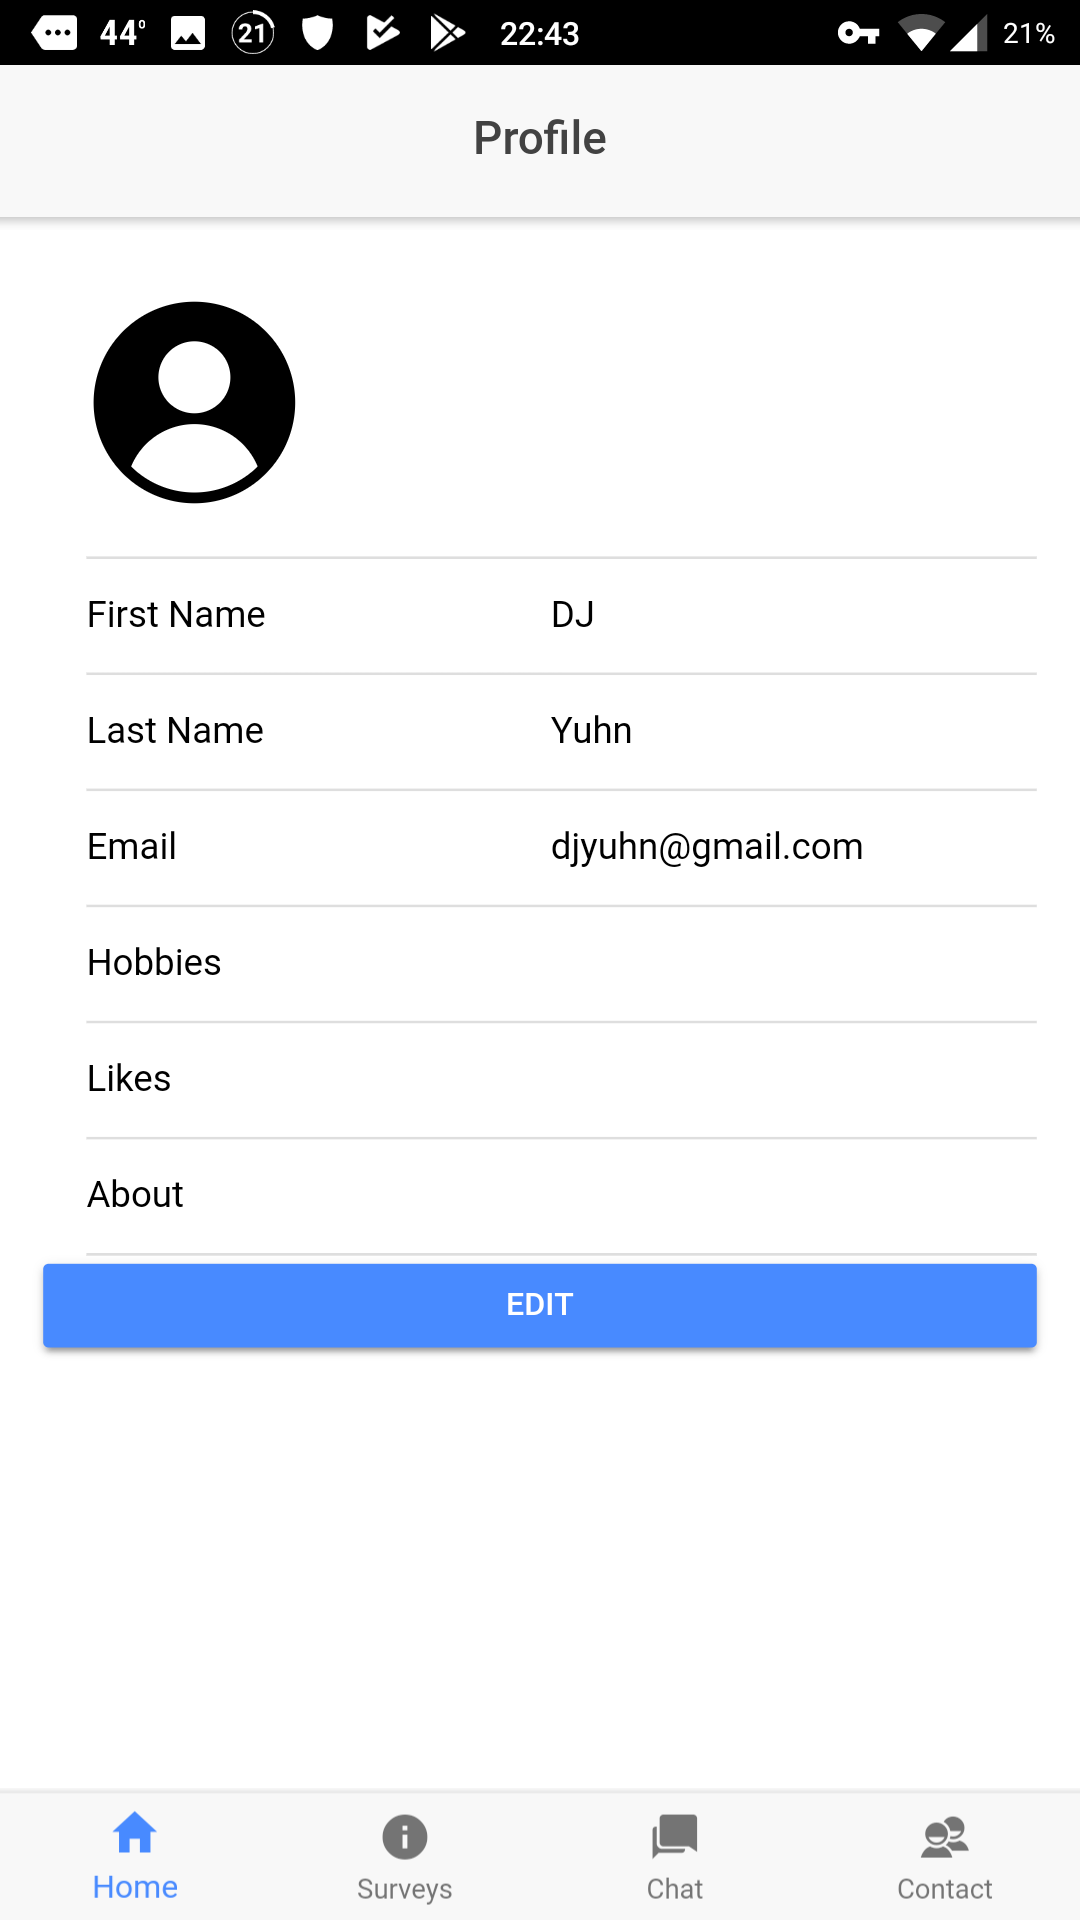 44° 21 22:43 21%
Profile
First Name DJ
Last Name Yuhn
Email djyuhn@gmail.com
Hobbies
Likes
About
EDIT
Home Surveys Chat Contact